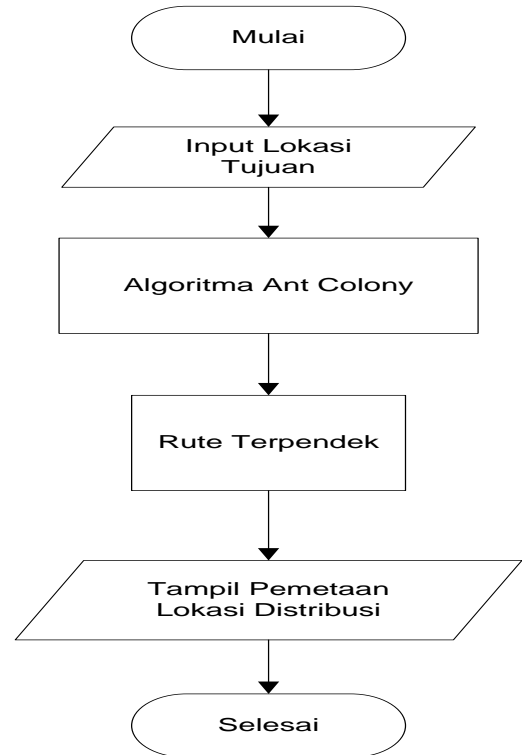 Mulai
Input Lokasi
Tujuan
Algoritma Ant Colony
Rute Terpendek
Tampil Pemetaan
Lokasi Distribusi
Selesai